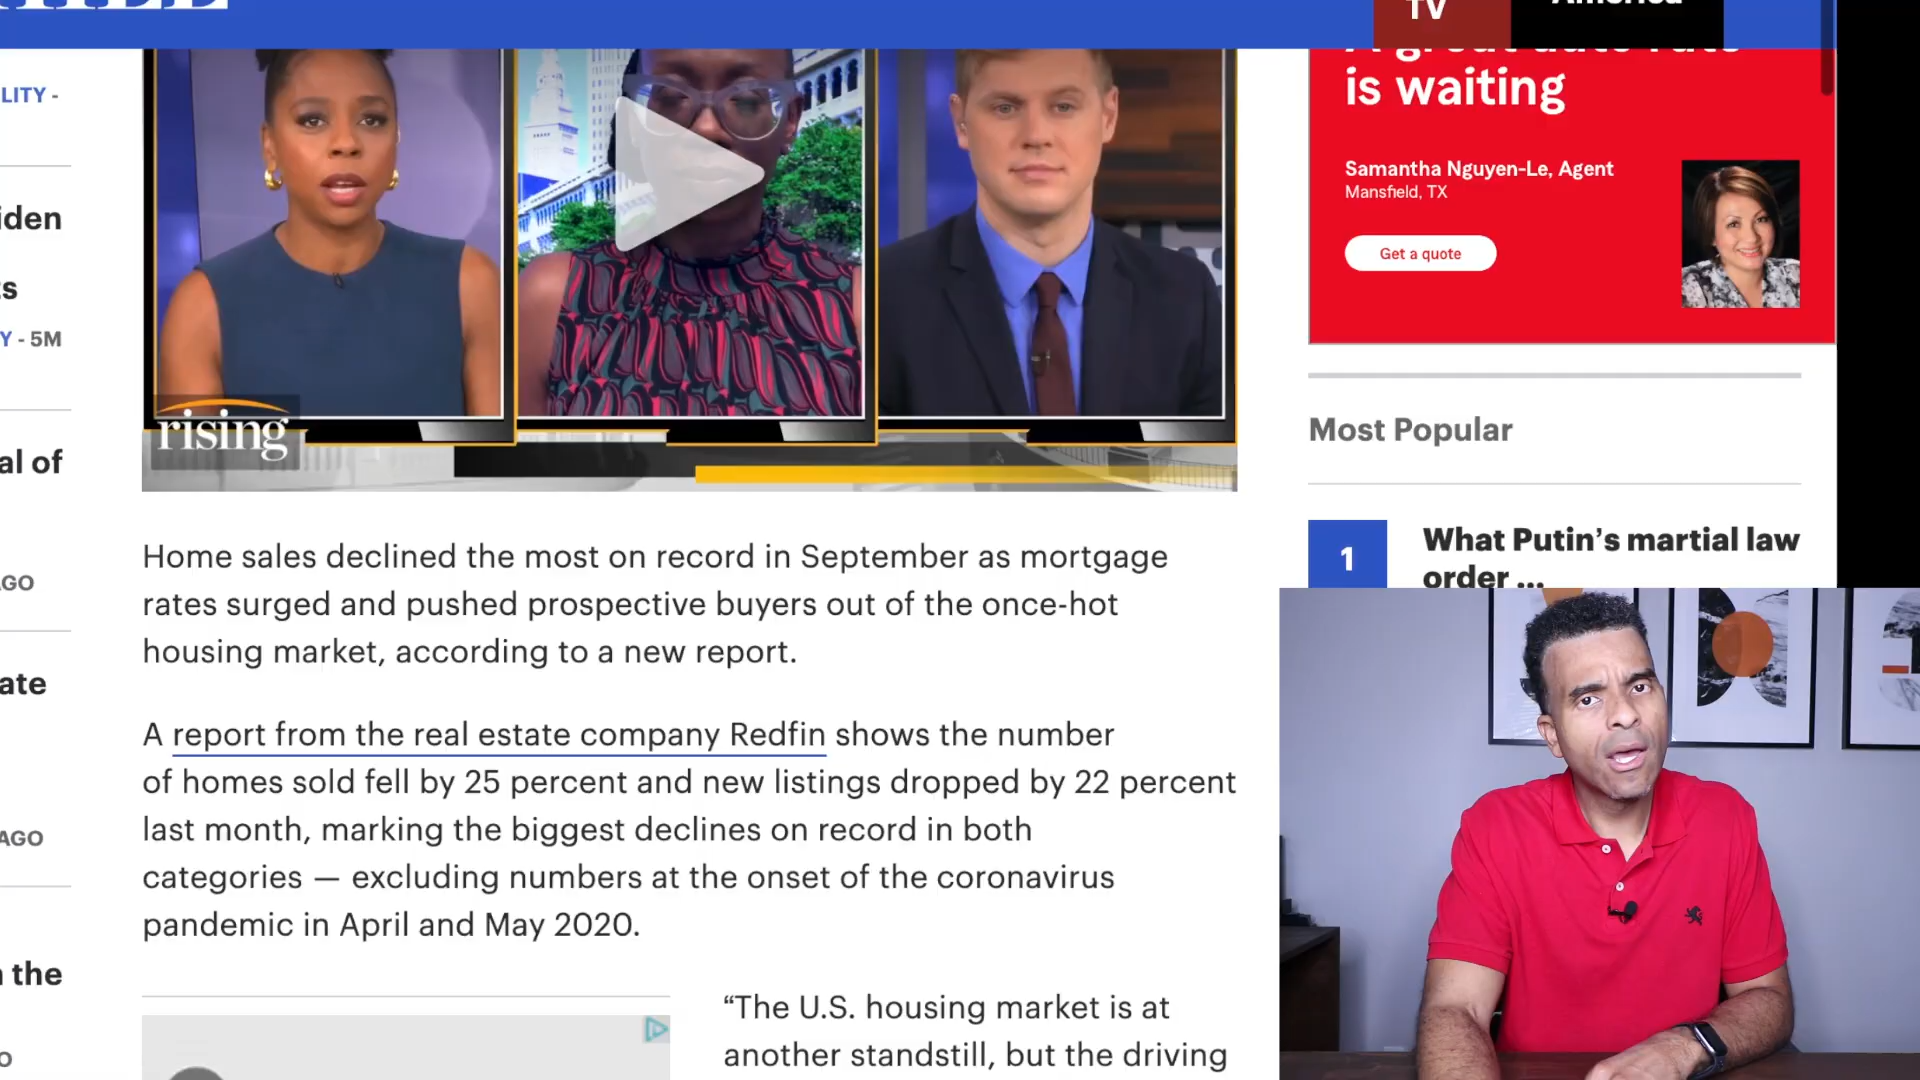 TV
America
LITY -
iden
ts
Y - 5M
al of
AGO
ate
AGO
n the
O
rising
A great auto rate
is waiting
Samantha Nguyen-Le, Agent
Mansfield, TX
Get a quote
Most Popular
1
What Putin’s martial law
order ...
Home sales declined the most on record in September as mortgage
rates surged and pushed prospective buyers out of the once-hot
housing market, according to a new report.
A report from the real estate company Redfin shows the number
of homes sold fell by 25 percent and new listings dropped by 22 percent
last month, marking the biggest declines on record in both
categories — excluding numbers at the onset of the coronavirus
pandemic in April and May 2020.
“The U.S. housing market is at
another standstill, but the driving